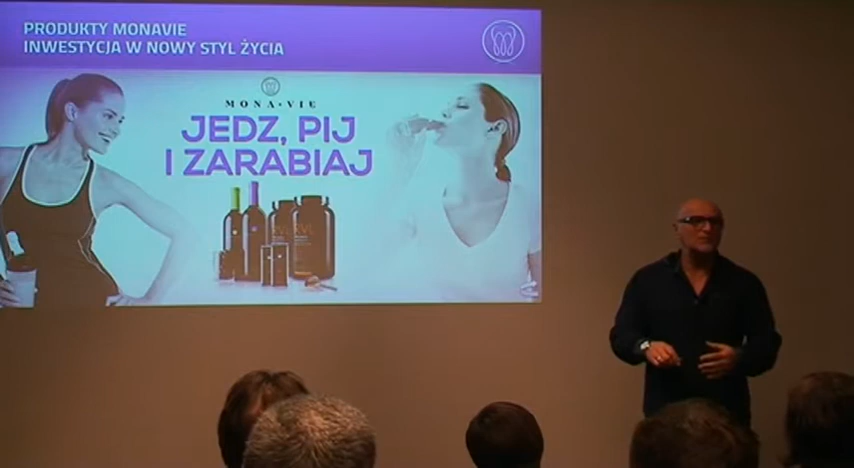 PRODUKTY MONAVIE
INWESTYCJA W NOWY STYL ŻYCIA
MONA•VIE
JEDZ, PIJ
I ZARABIAJ